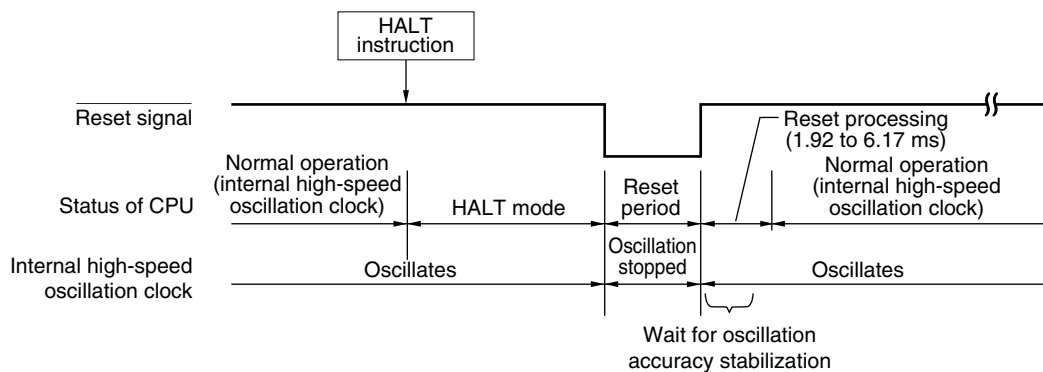 HALT
instruction
Reset signal
Reset processing
(1.92 to 6.17 ms)
Status of CPU
Normal operation
(internal high-speed
oscillation clock)
HALT mode
Reset
period
Normal operation
(internal high-speed
oscillation clock)
Internal high-speed
oscillation clock
Oscillates
Oscillation
stopped
Oscillates
Wait for oscillation
accuracy stabilization